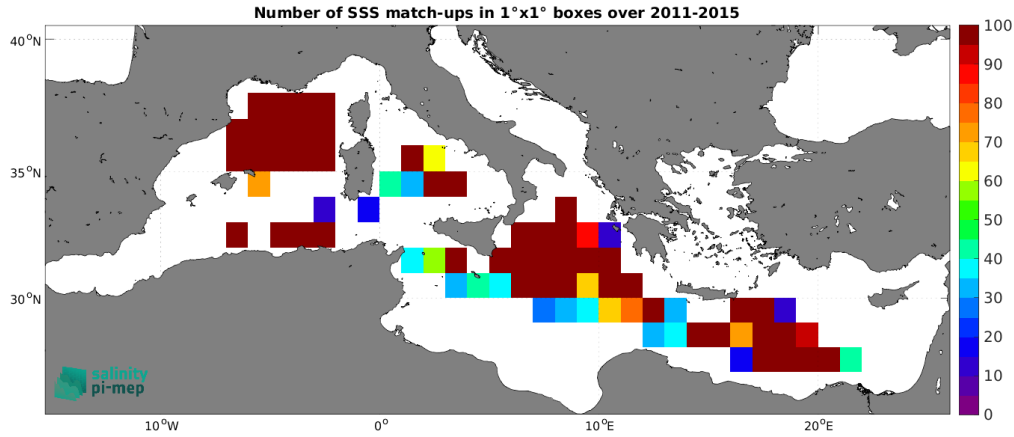 Number of SSS match-ups in 1°x1° boxes over 2011-2015
40°N
35°N
30°N
10°W
0°
10°E
20°E
100
90
80
70
60
50
40
30
20
10
0
salinity
pi-mep